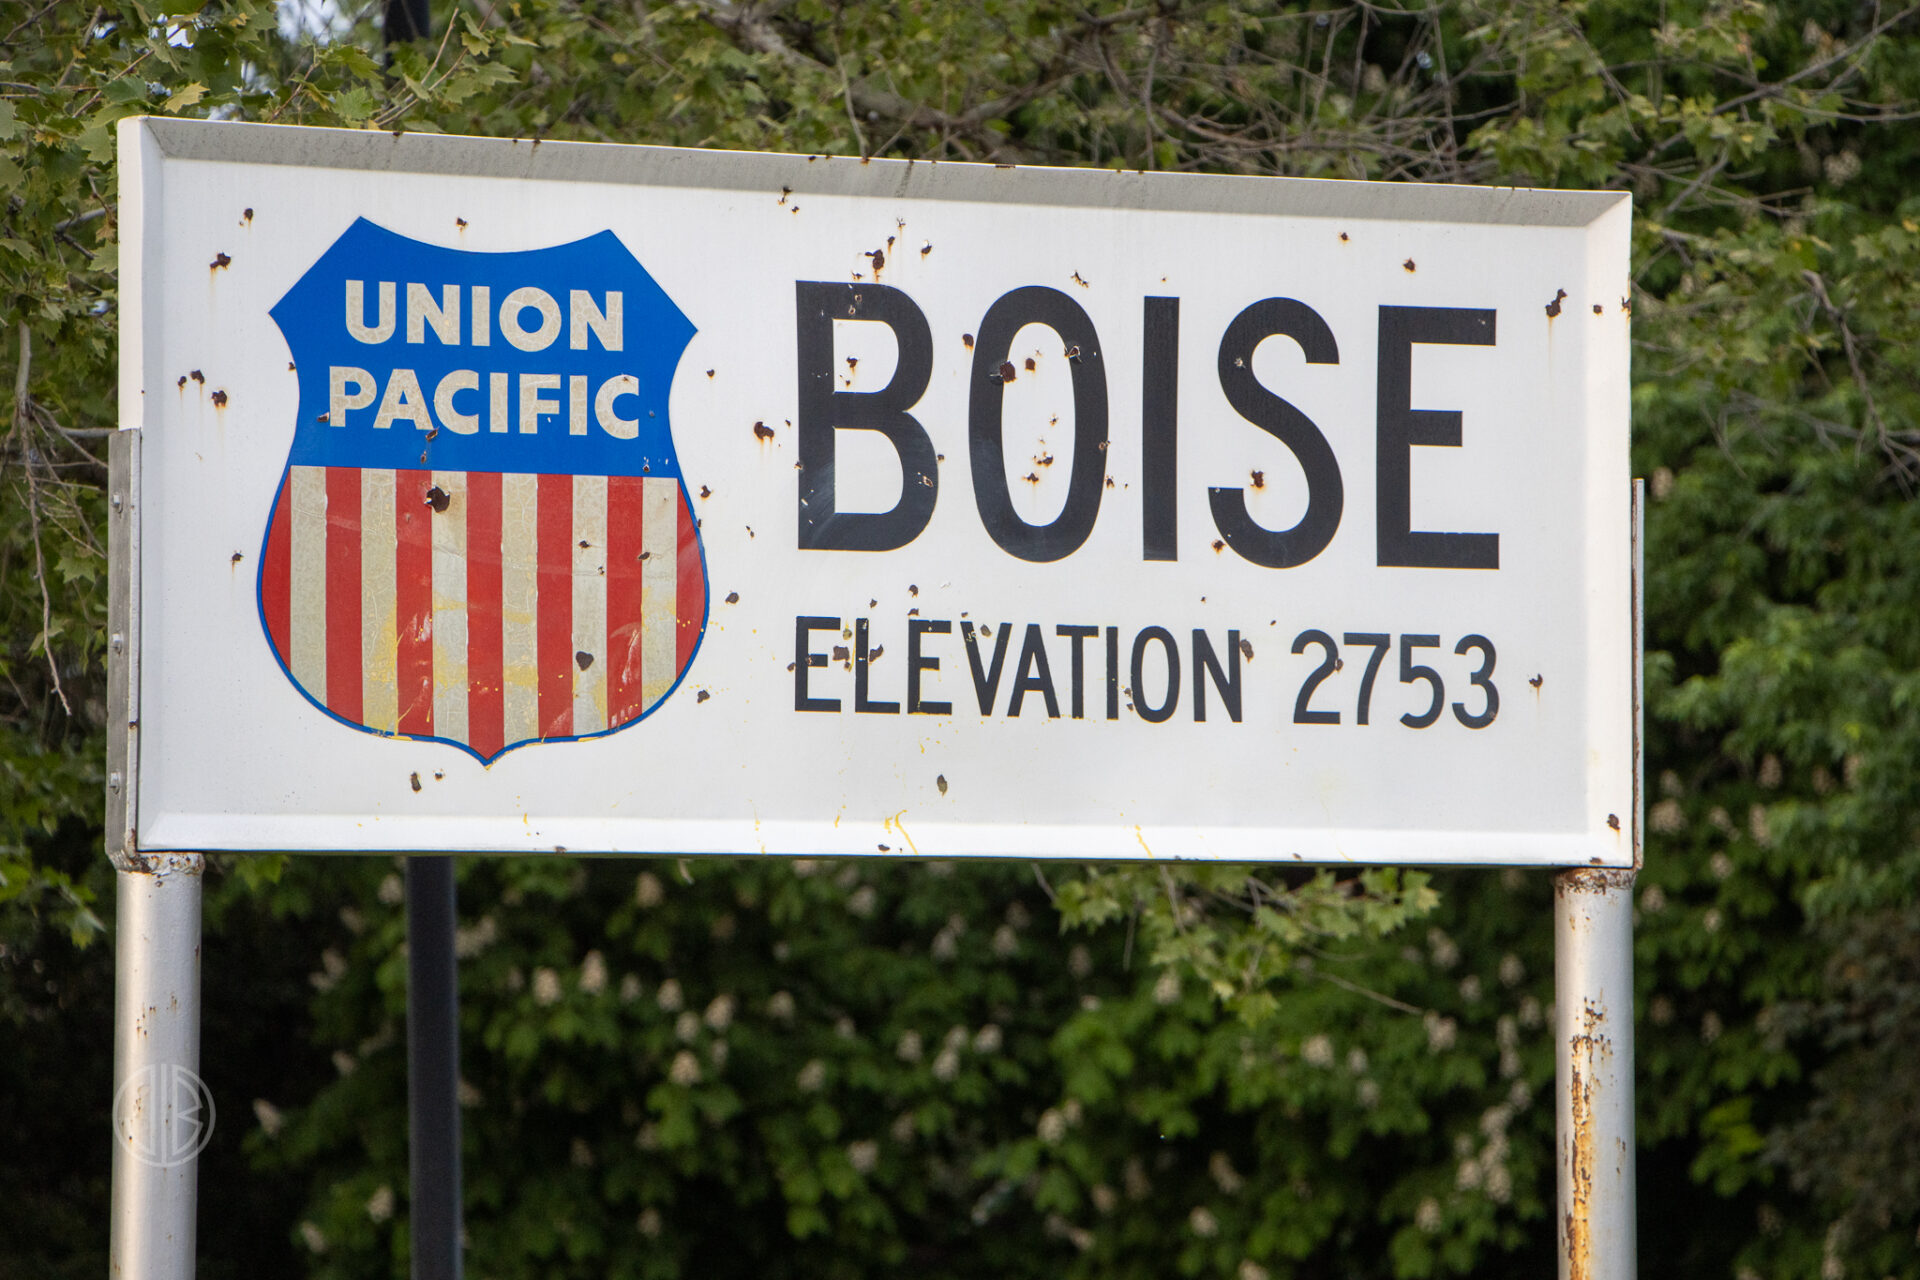 UNION
PACIFIC
BOISE
ELEVATION 2753